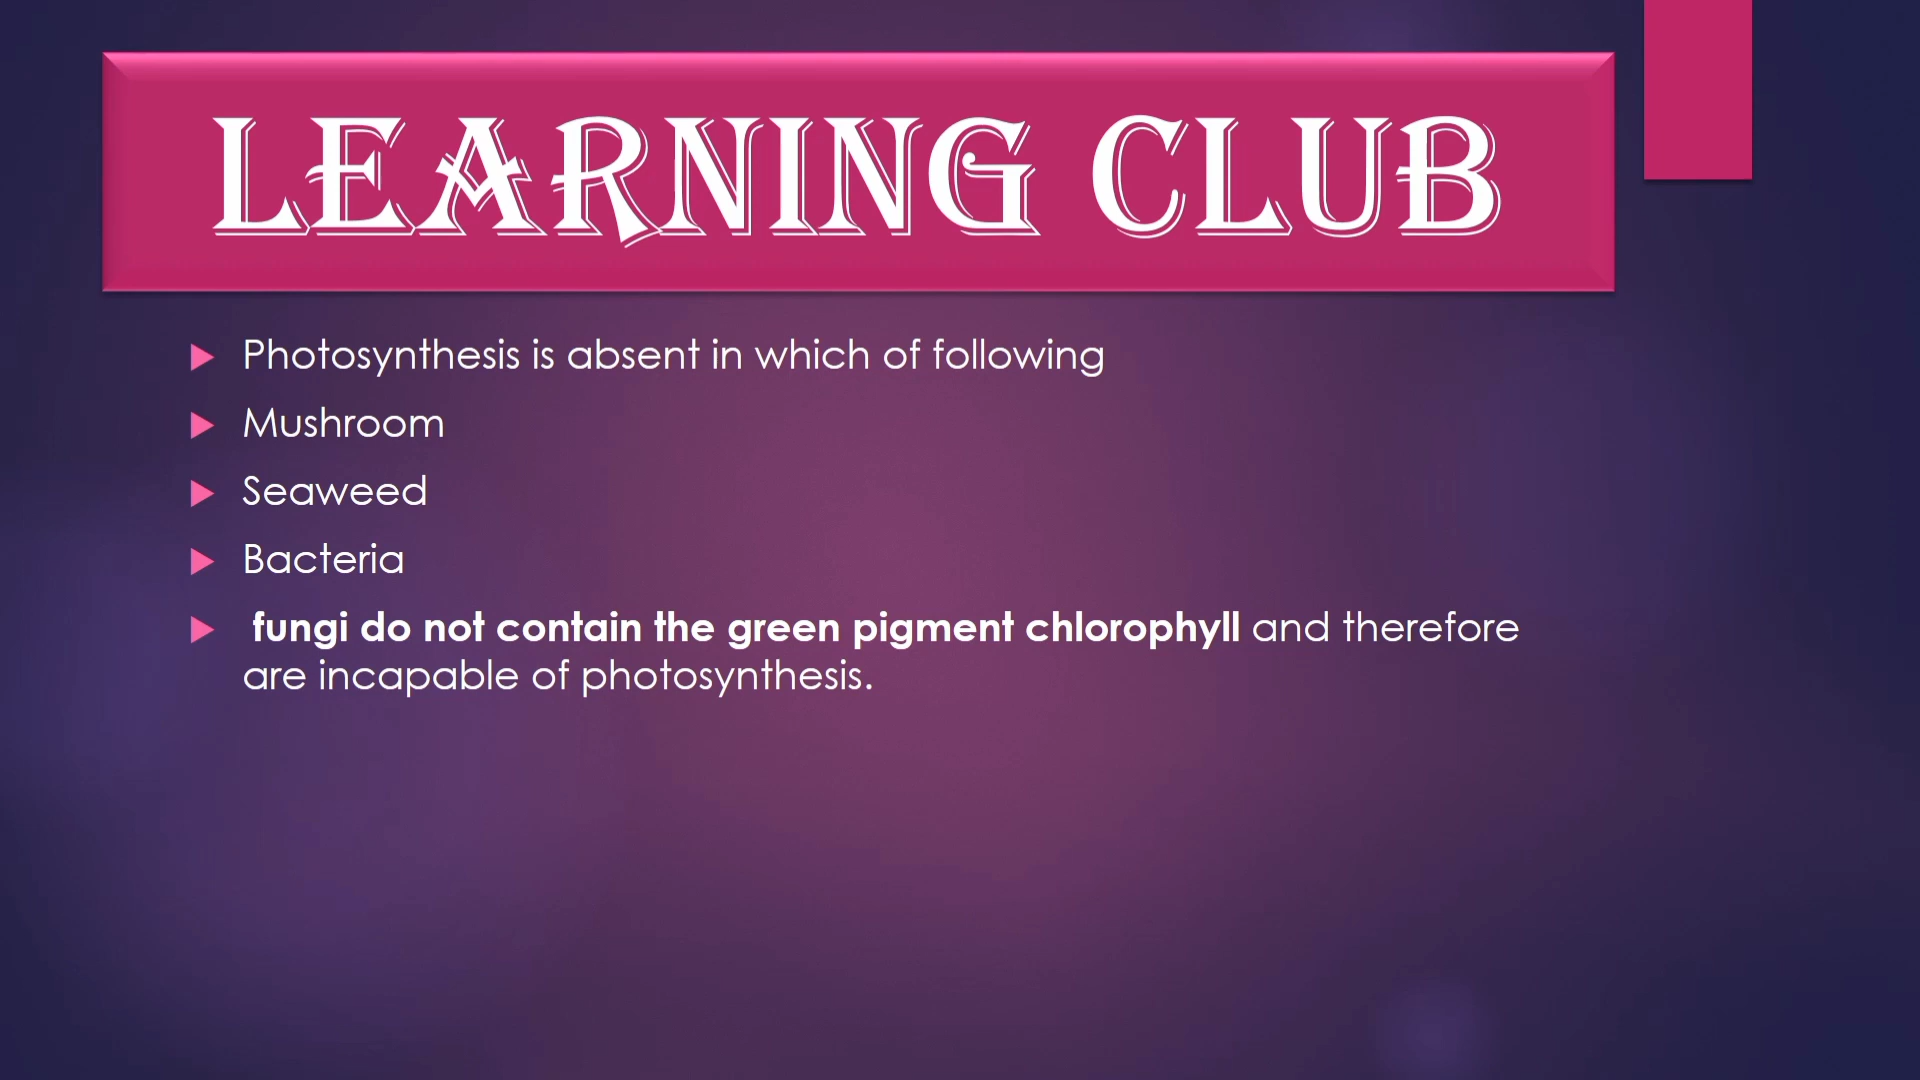 LEARNING CLUB
Photosynthesis is absent in which of following
Mushroom
Seaweed
Bacteria
fungi do not contain the green pigment chlorophyll and therefore
are incapable of photosynthesis.